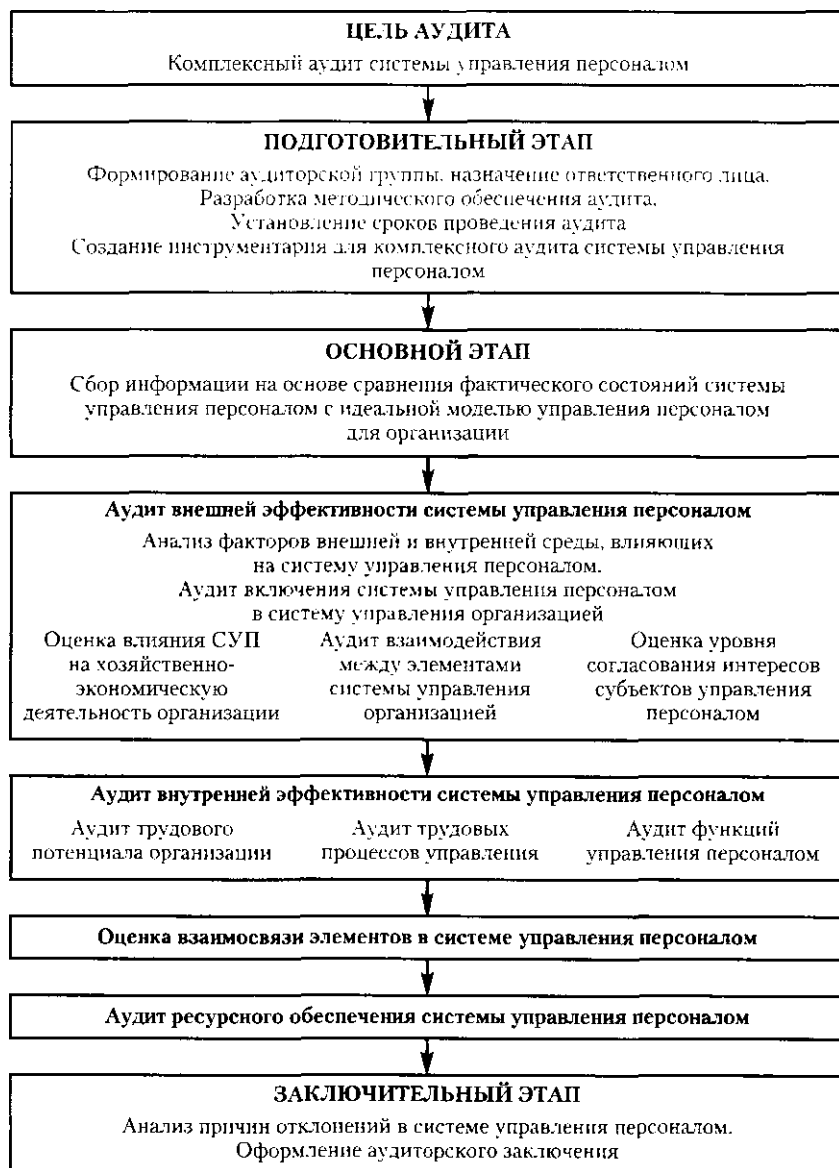 ЦЕЛЬ АУДИТА
Комплексный аудит системы управления персоналом
ПОДГОТОВИТЕЛЬНЫЙ ЭТАП
Формирование аудиторской группы, назначение ответственного лица.
Разработка методического обеспечения аудита.
Установление сроков проведения аудита
Создание инструментария для комплексного аудита системы управления
персоналом
ОСНОВНОЙ ЭТАП
Сбор информации на основе сравнения фактического состояний системы
управления персоналом с идеальной моделью управления персоналом
для организации
Аудит внешней эффективности системы управления персоналом
Анализ факторов внешней и внутренней среды, влияющих
на систему управления персоналом.
Аудит включения системы управления персоналом
в систему управления организацией
Оценка влияния СУП
на хозяйственно-
экономическую
деятельность организации
Аудит взаимодействия
между элементами
системы управления
организацией
Оценка уровня
согласования интересов
субъектов управления
персоналом
Аудит внутренней эффективности системы управления персоналом
Аудит трудового
потенциала организации
Аудит трудовых
процессов управления
Аудит функций
управления персоналом
Оценка взаимосвязи элементов в системе управления персоналом
Аудит ресурсного обеспечения системы управления персоналом
ЗАКЛЮЧИТЕЛЬНЫЙ ЭТАП
Анализ причин отклонений в системе управления персоналом.
Оформление аудиторского заключения